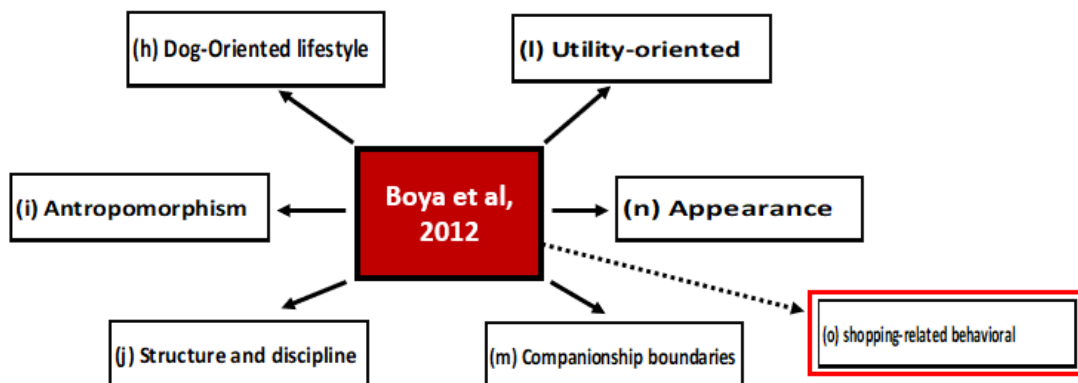 (h) Dog-Oriented lifestyle
(l) Utility-oriented
(i) Antropomorphism
Boya et al,
2012
(n) Appearance
(j) Structure and discipline
(m) Companionship boundaries
(o) shopping-related behavioral